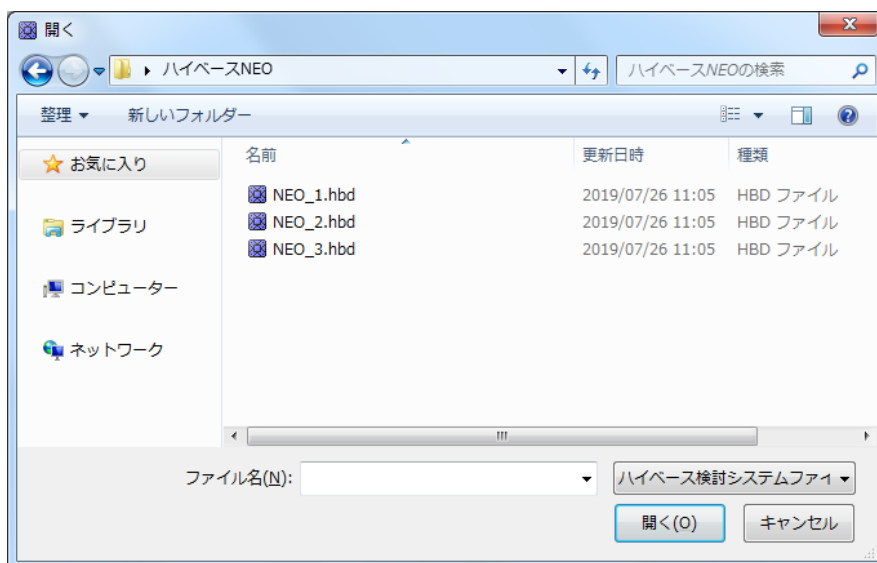 開く
ハイベースNEO
ハイベースNEOの検索
整理
新しいフォルダー
お気に入り
ライブラリ
コンピューター
ネットワーク
名前 更新日時 種類
NEO_1.hbd 2019/07/26 11:05 HBD ファイル
NEO_2.hbd 2019/07/26 11:05 HBD ファイル
NEO_3.hbd 2019/07/26 11:05 HBD ファイル
ファイル名(N):
ハイベース検討システムファイ
開く(O) キャンセル